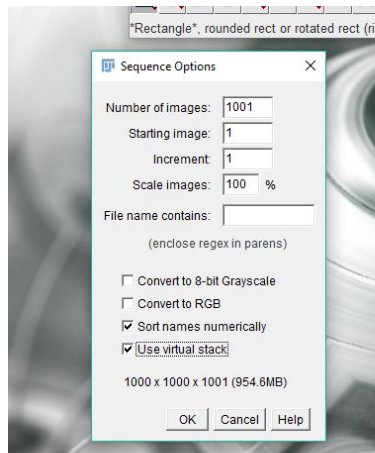 *Rectangle*, rounded rect or rotated rect (ri
Sequence Options
Number of images: 1001
Starting image: 1
Increment: 1
Scale images: 100 %
File name contains:
(enclose regex in parens)
Convert to 8-bit Grayscale
Convert to RGB
Sort names numerically
Use virtual stack
1000 x 1000 x 1001 (954.6MB)
OK Cancel Help